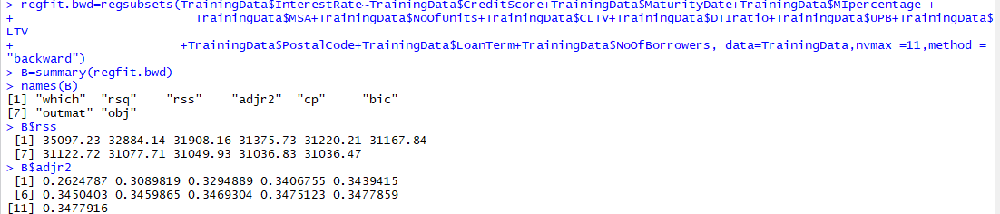 > regfit.bwd=regsubsets(TrainingData$InterestRate~TrainingData$CreditScore+TrainingData$MaturityDate+TrainingData$MIpercentage +
+ TrainingData$MSA+TrainingData$NoOfUnits+TrainingData$CLTV+TrainingData$DTIratio+TrainingData$UPB+TrainingData$
LTV
+ +TrainingData$PostalCode+TrainingData$LoanTerm+TrainingData$NoOfBorrowers, data=TrainingData,nvmax =11,method =
"backward")
> B=summary(regfit.bwd)
> names(B)
[1] "which" "rsq" "rss" "adjr2" "cp" "bic"
[7] "outmat" "obj"
> B$rss
[1] 35097.23 32884.14 31908.16 31375.73 31220.21 31167.84
[7] 31122.72 31077.71 31049.93 31036.83 31036.47
> B$adjr2
[1] 0.2624787 0.3089819 0.3294889 0.3406755 0.3439415
[6] 0.3450403 0.3459865 0.3469304 0.3475123 0.3477859
[11] 0.3477916